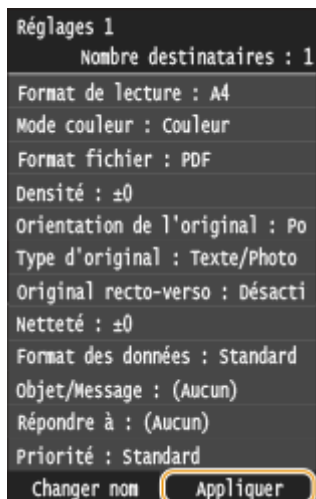 Réglages 1
Nombre destinataires : 1
Format de lecture : A4
Mode couleur : Couleur
Format fichier : PDF
Densité : ±0
Orientation de l'original : Po
Type d'original : Texte/Photo
Original recto-verso : Désacti
Netteté : ±0
Format des données : Standard
Objet/Message : (Aucun)
Répondre à : (Aucun)
Priorité : Standard
Changer nom Appliquer